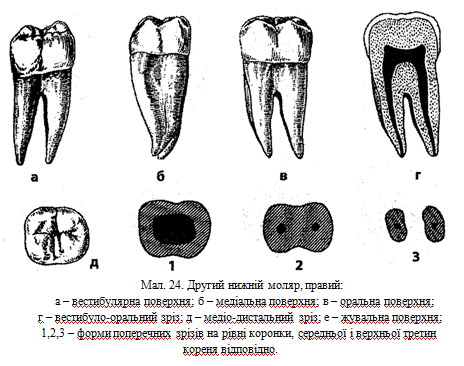 а б в г
д 1 2 3
Мал. 24. Другий нижній моляр, правий:
а – вестибулярна поверхня; б – медіальна поверхня; в – оральна поверхня;
г – вестибуло-оральний зріз; д – медіо-дистальний зріз; е – жувальна поверхня;
1,2,3 – форми поперечних зрізів на рівні коронки, середньої і верхньої третин
кореня відповідно.